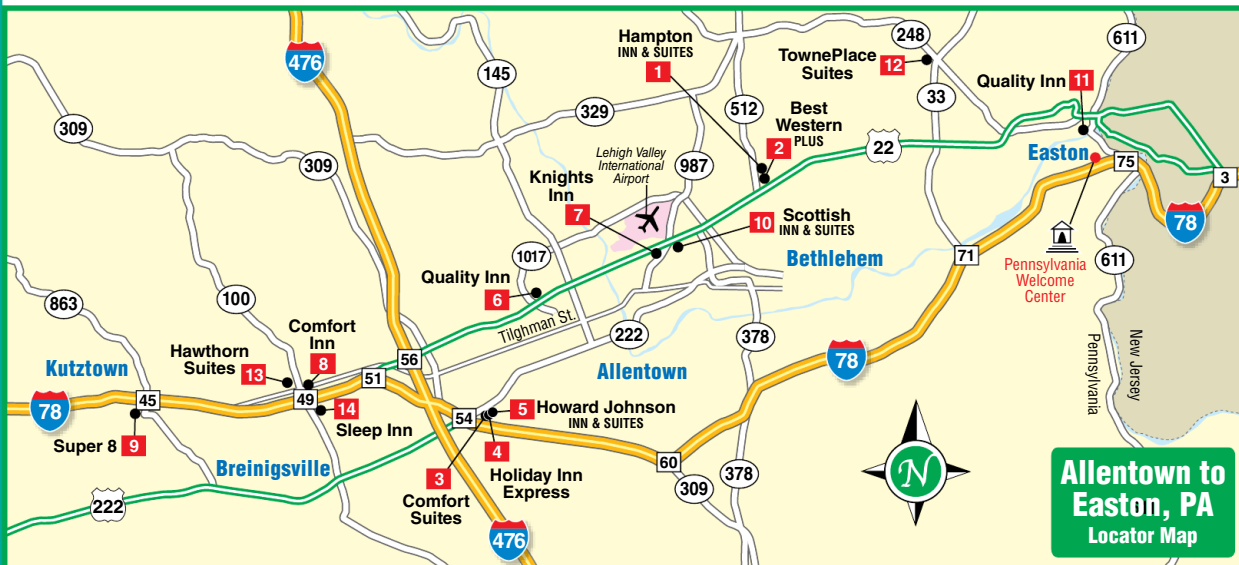 476
309
145
329
309
Hampton
INN & SUITES
1
512
Best
Western
PLUS
2
248
TownePlace
Suites
12
33
Quality Inn
11
611
22
Easton
75
3
78
Lehigh Valley
International
Airport
987
Knights
Inn
7
10
Scottish
INN & SUITES
Bethlehem
71
Pennsylvania
Welcome
Center
611
Pennsylvania
New Jersey
1017
Quality Inn
6
Tilghman St.
222
378
78
863
100
Comfort
Inn
8
Hawthorn
Suites
13
56
51
49
14
Sleep Inn
Kutztown
78
45
Super 8
9
Breinigsville
222
Allentown
54
5
Howard Johnson
INN & SUITES
4
Holiday Inn
Express
3
Comfort
Suites
476
60
309
378
N
Allentown to
Easton, PA
Locator Map